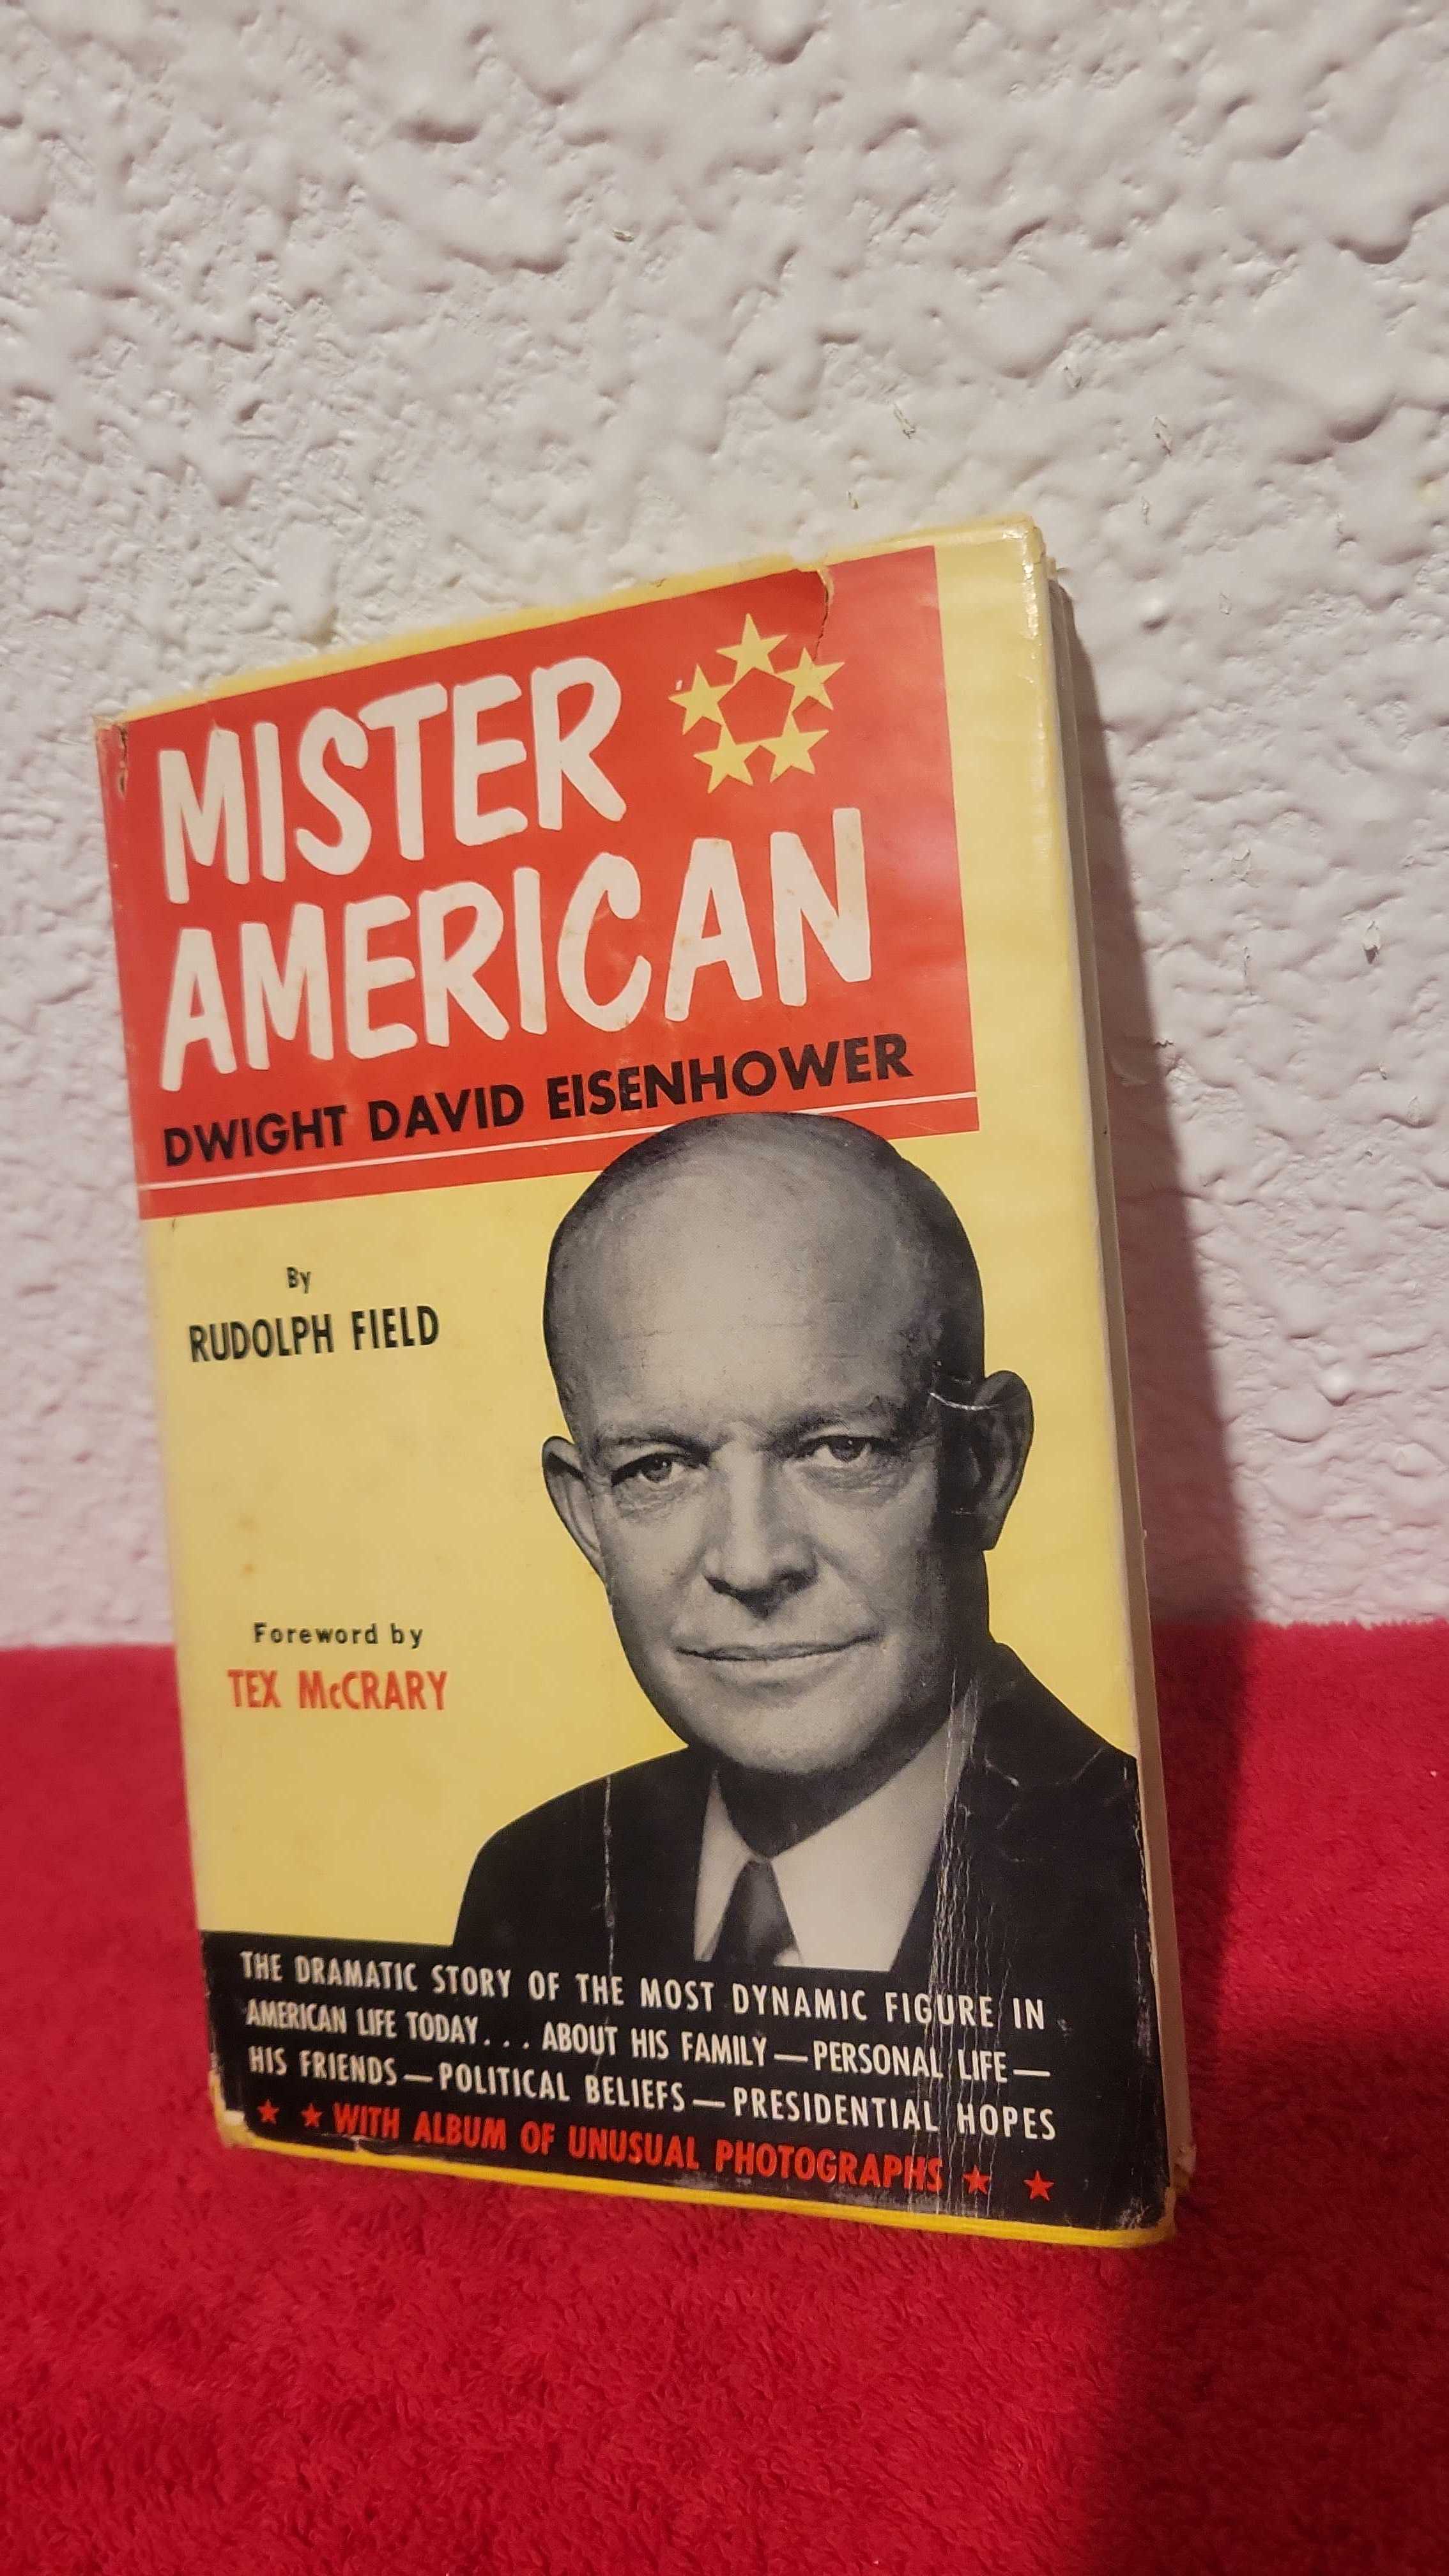 MISTER
AMERICAN
DWIGHT DAVID EISENHOWER
By
RUDOLPH FIELD
Foreword by
TEX McCRARY
THE DRAMATIC STORY OF THE MOST DYNAMIC FIGURE IN
AMERICAN LIFE TODAY... ABOUT HIS FAMILY—PERSONAL LIFE—
HIS FRIENDS—POLITICAL BELIEFS—PRESIDENTIAL HOPES
★ ★ WITH ALBUM OF UNUSUAL PHOTOGRAPHS ★ ★